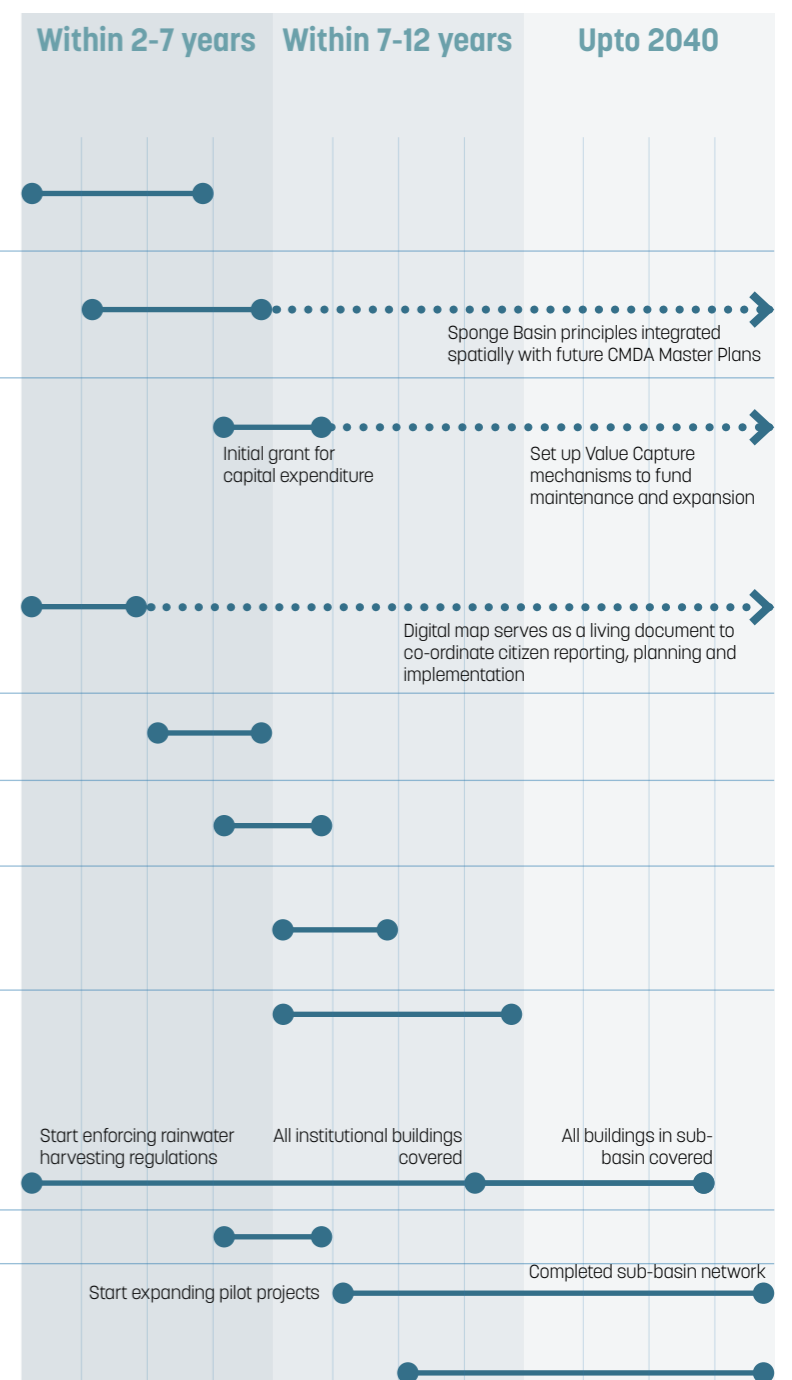 Within 2-7 years
Within 7-12 years
Upto 2040
Sponge Basin principles integrated
spatially with future CMDA Master Plans
Initial grant for
capital expenditure
Set up Value Capture
mechanisms to fund
maintenance and expansion
Digital map serves as a living document to
co-ordinate citizen reporting, planning and
implementation
Start enforcing rainwater
harvesting regulations
All institutional buildings
covered
All buildings in sub-
basin covered
Completed sub-basin network
Start expanding pilot projects